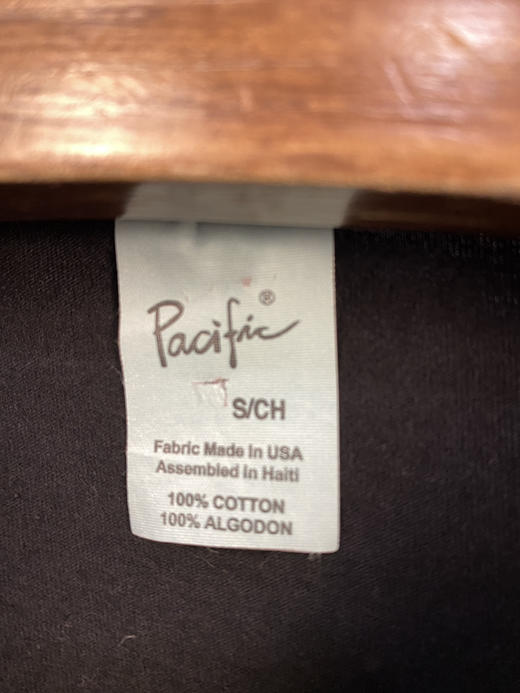 Pacific®
S/CH
Fabric Made In USA
Assembled in Haiti
100% COTTON
100% ALGODON